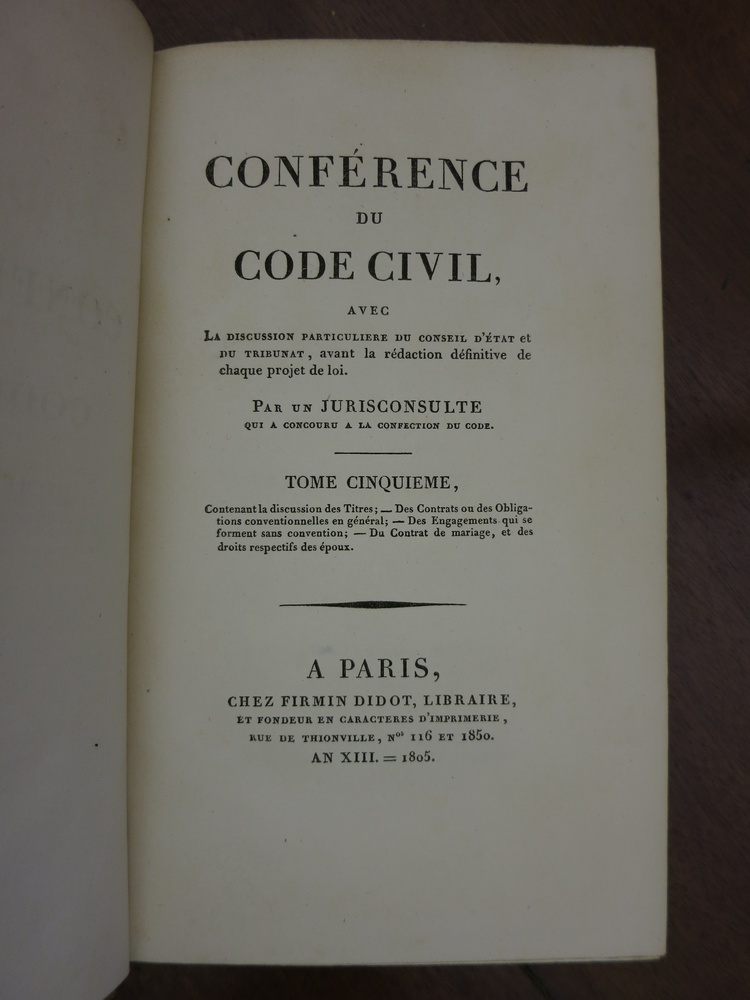 CONFÉRENCE
DU
CODE CIVIL,
AVEC
LA DISCUSSION PARTICULIERE DU CONSEIL D'ÉTAT et
DU TRIBUNAT, avant la rédaction définitive de
chaque projet de loi.
PAR UN JURISCONSULTE
QUI A CONCOURU A LA CONFECTION DU CODE.
TOME CINQUIEME,
Contenant la discussion des Titres; — Des Contrats ou des Obliga-
tions conventionnelles en général; — Des Engagements qui se
forment sans convention; — Du Contrat de mariage, et des
droits respectifs des époux.
A PARIS,
CHEZ FIRMIN DIDOT, LIBRAIRE,
ET FONDEUR EN CARACTERES D'IMPRIMERIE,
RUE DE THIONVILLE, Nos 116 ET 1850.
AN XIII. = 1805.